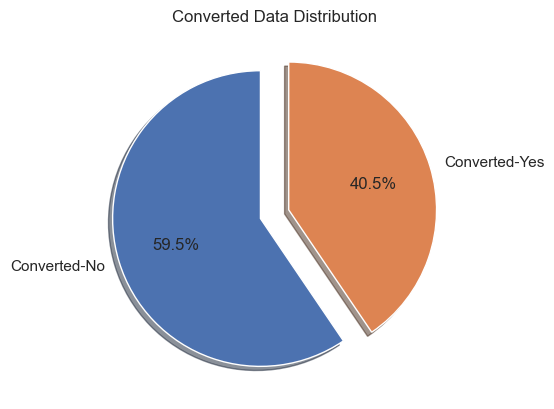 Converted Data Distribution
Converted-Yes
40.5%
59.5%
Converted-No